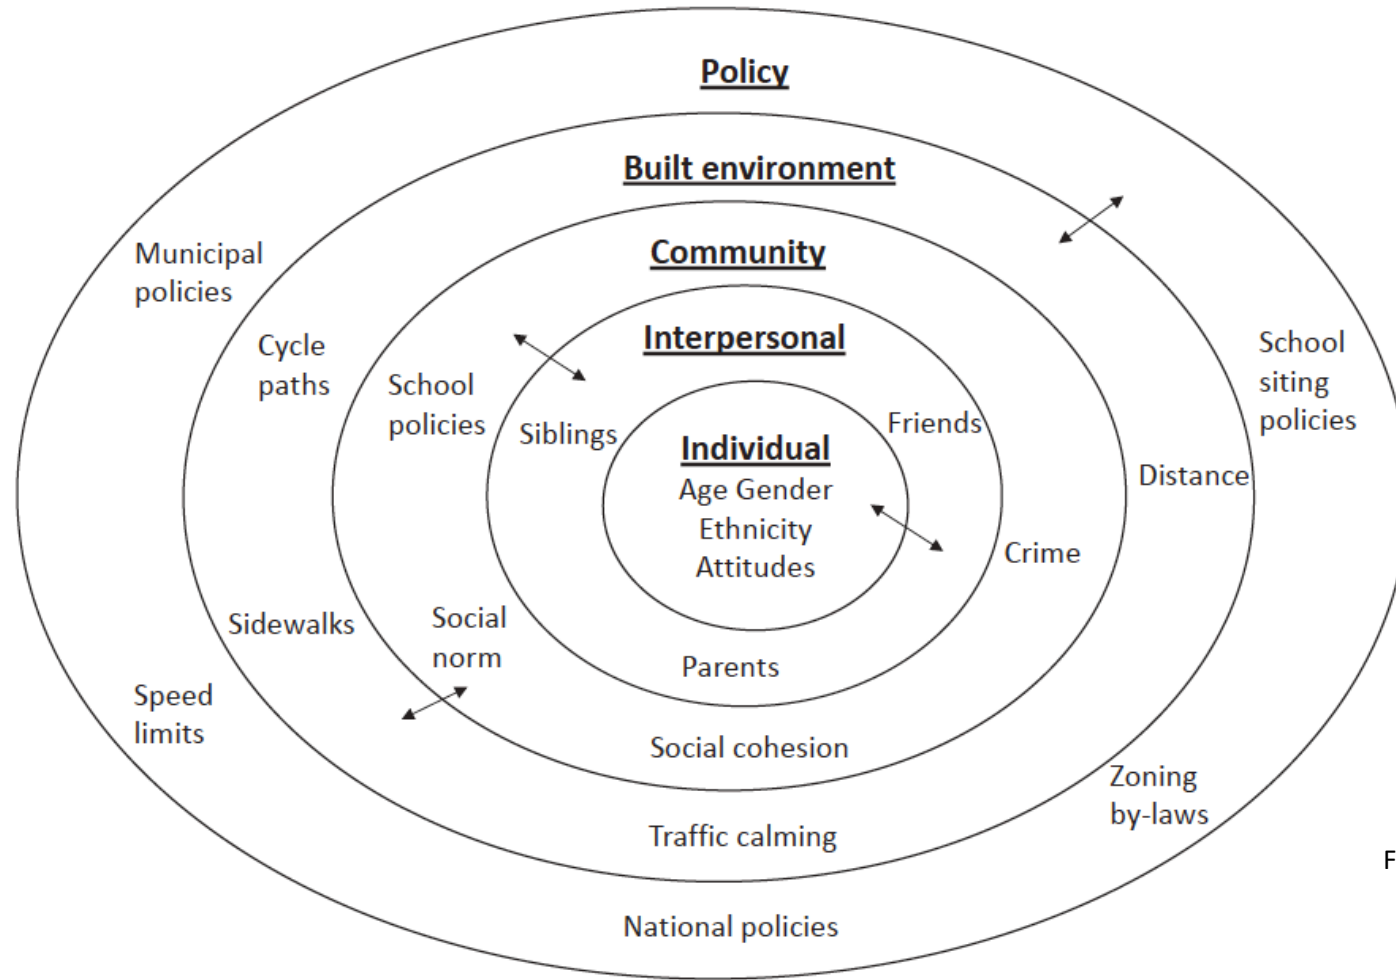 Policy
Built environment
Community
Interpersonal
Individual
Age Gender
Ethnicity
Attitudes
Siblings
Friends
Parents
School
policies
Social
norm
Crime
Social cohesion
Cycle
paths
Sidewalks
Distance
Traffic calming
Municipal
policies
Speed
limits
School
siting
policies
Zoning
by-laws
National policies
F